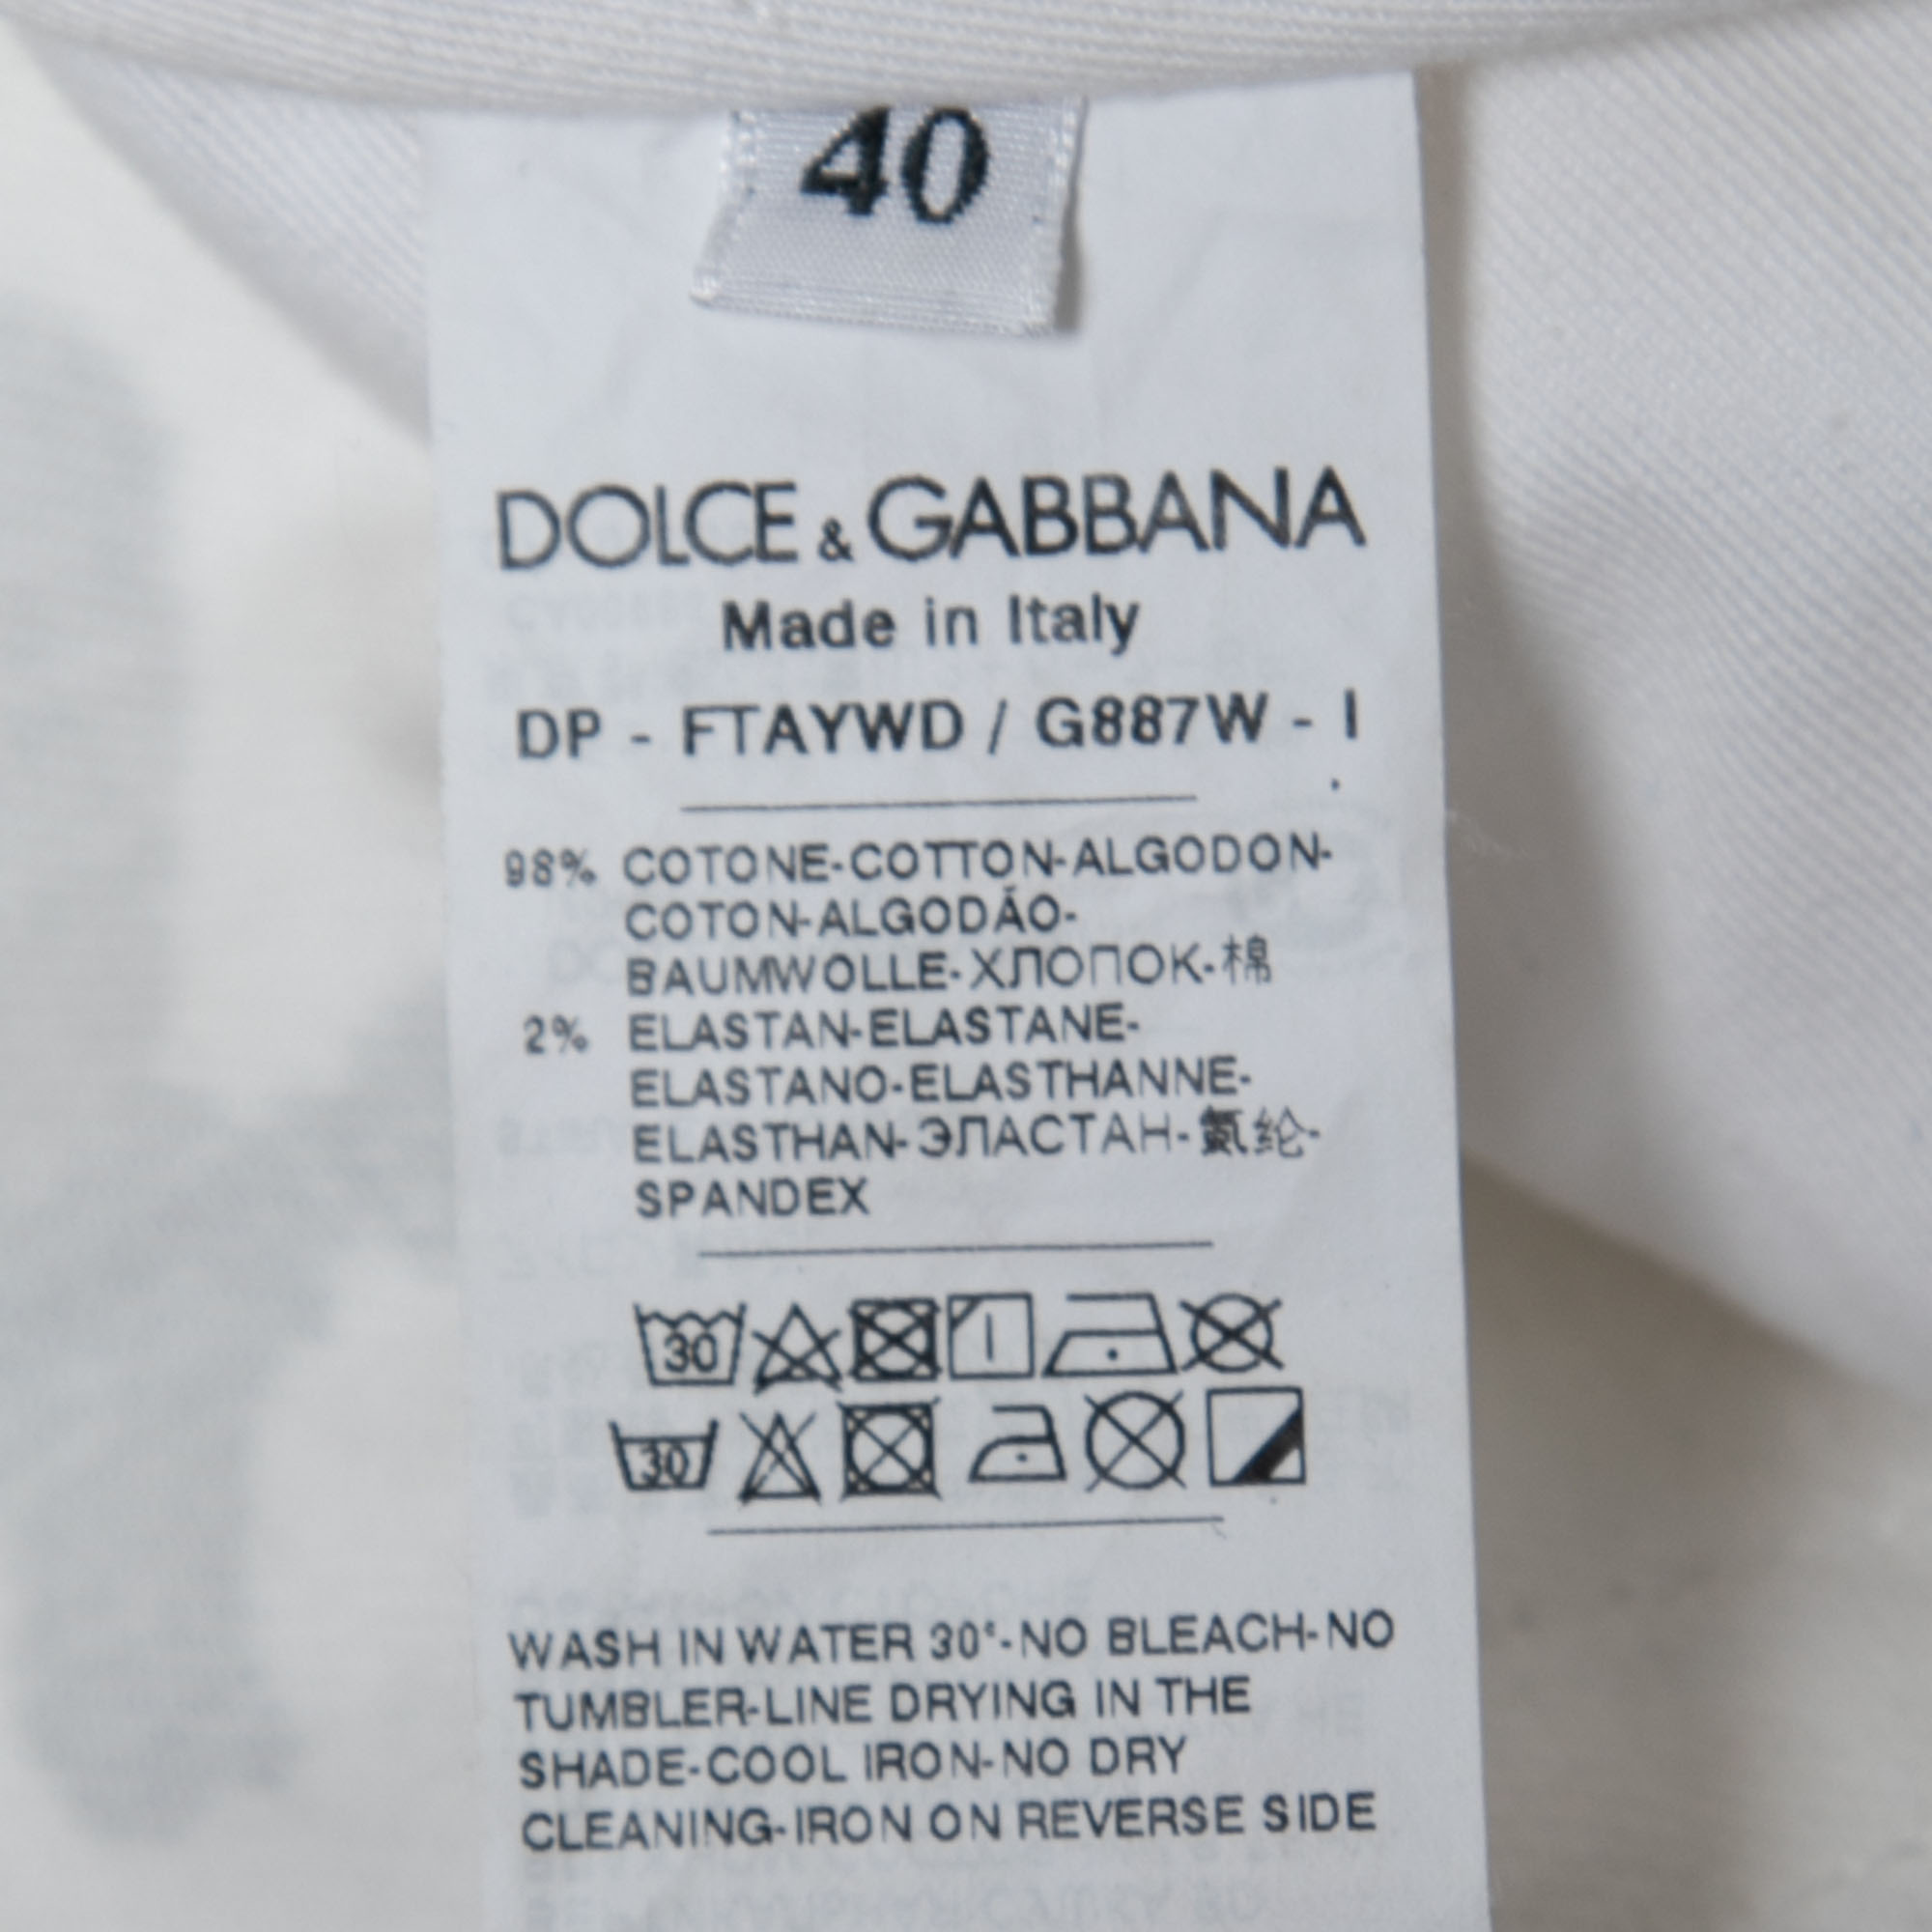 40
DOLCE & GABBANA
Made in Italy
DP - FTAYWD / G887W - I
98% COTONE-COTTON-ALGODON-
COTON-ALGODÃO-
BAUMWOLLE-ХЛОПОК-棉
2% ELASTAN-ELASTANE-
ELASTANO-ELASTHANNE-
ELASTHAN-ЭЛАСТАН-氨纶-
SPANDEX
30
30
WASH IN WATER 30°-NO BLEACH-NO
TUMBLER-LINE DRYING IN THE
SHADE-COOL IRON-NO DRY
CLEANING-IRON ON REVERSE SIDE